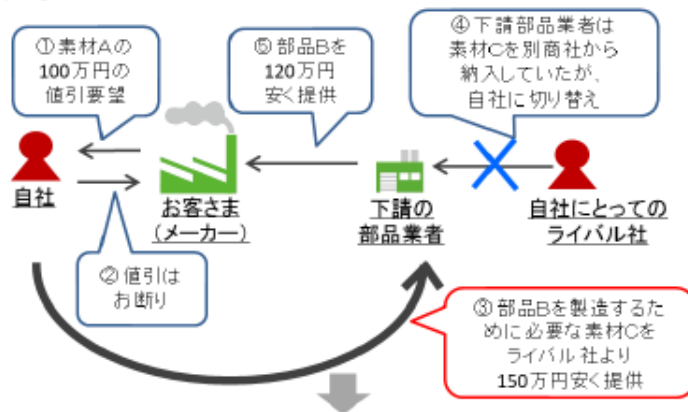 ①素材Aの
100万円の
値引要望
⑤部品Bを
120万円
安く提供
④下請部品業者は
素材Cを別商社から
納入していたが、
自社に切り替え
自社
お客さま
(メーカー)
下請の
部品業者
自社にとっての
ライバル社
②値引は
お断り
③部品Bを製造するた
めに必要な素材Cを
ライバル社より
150万円安く提供